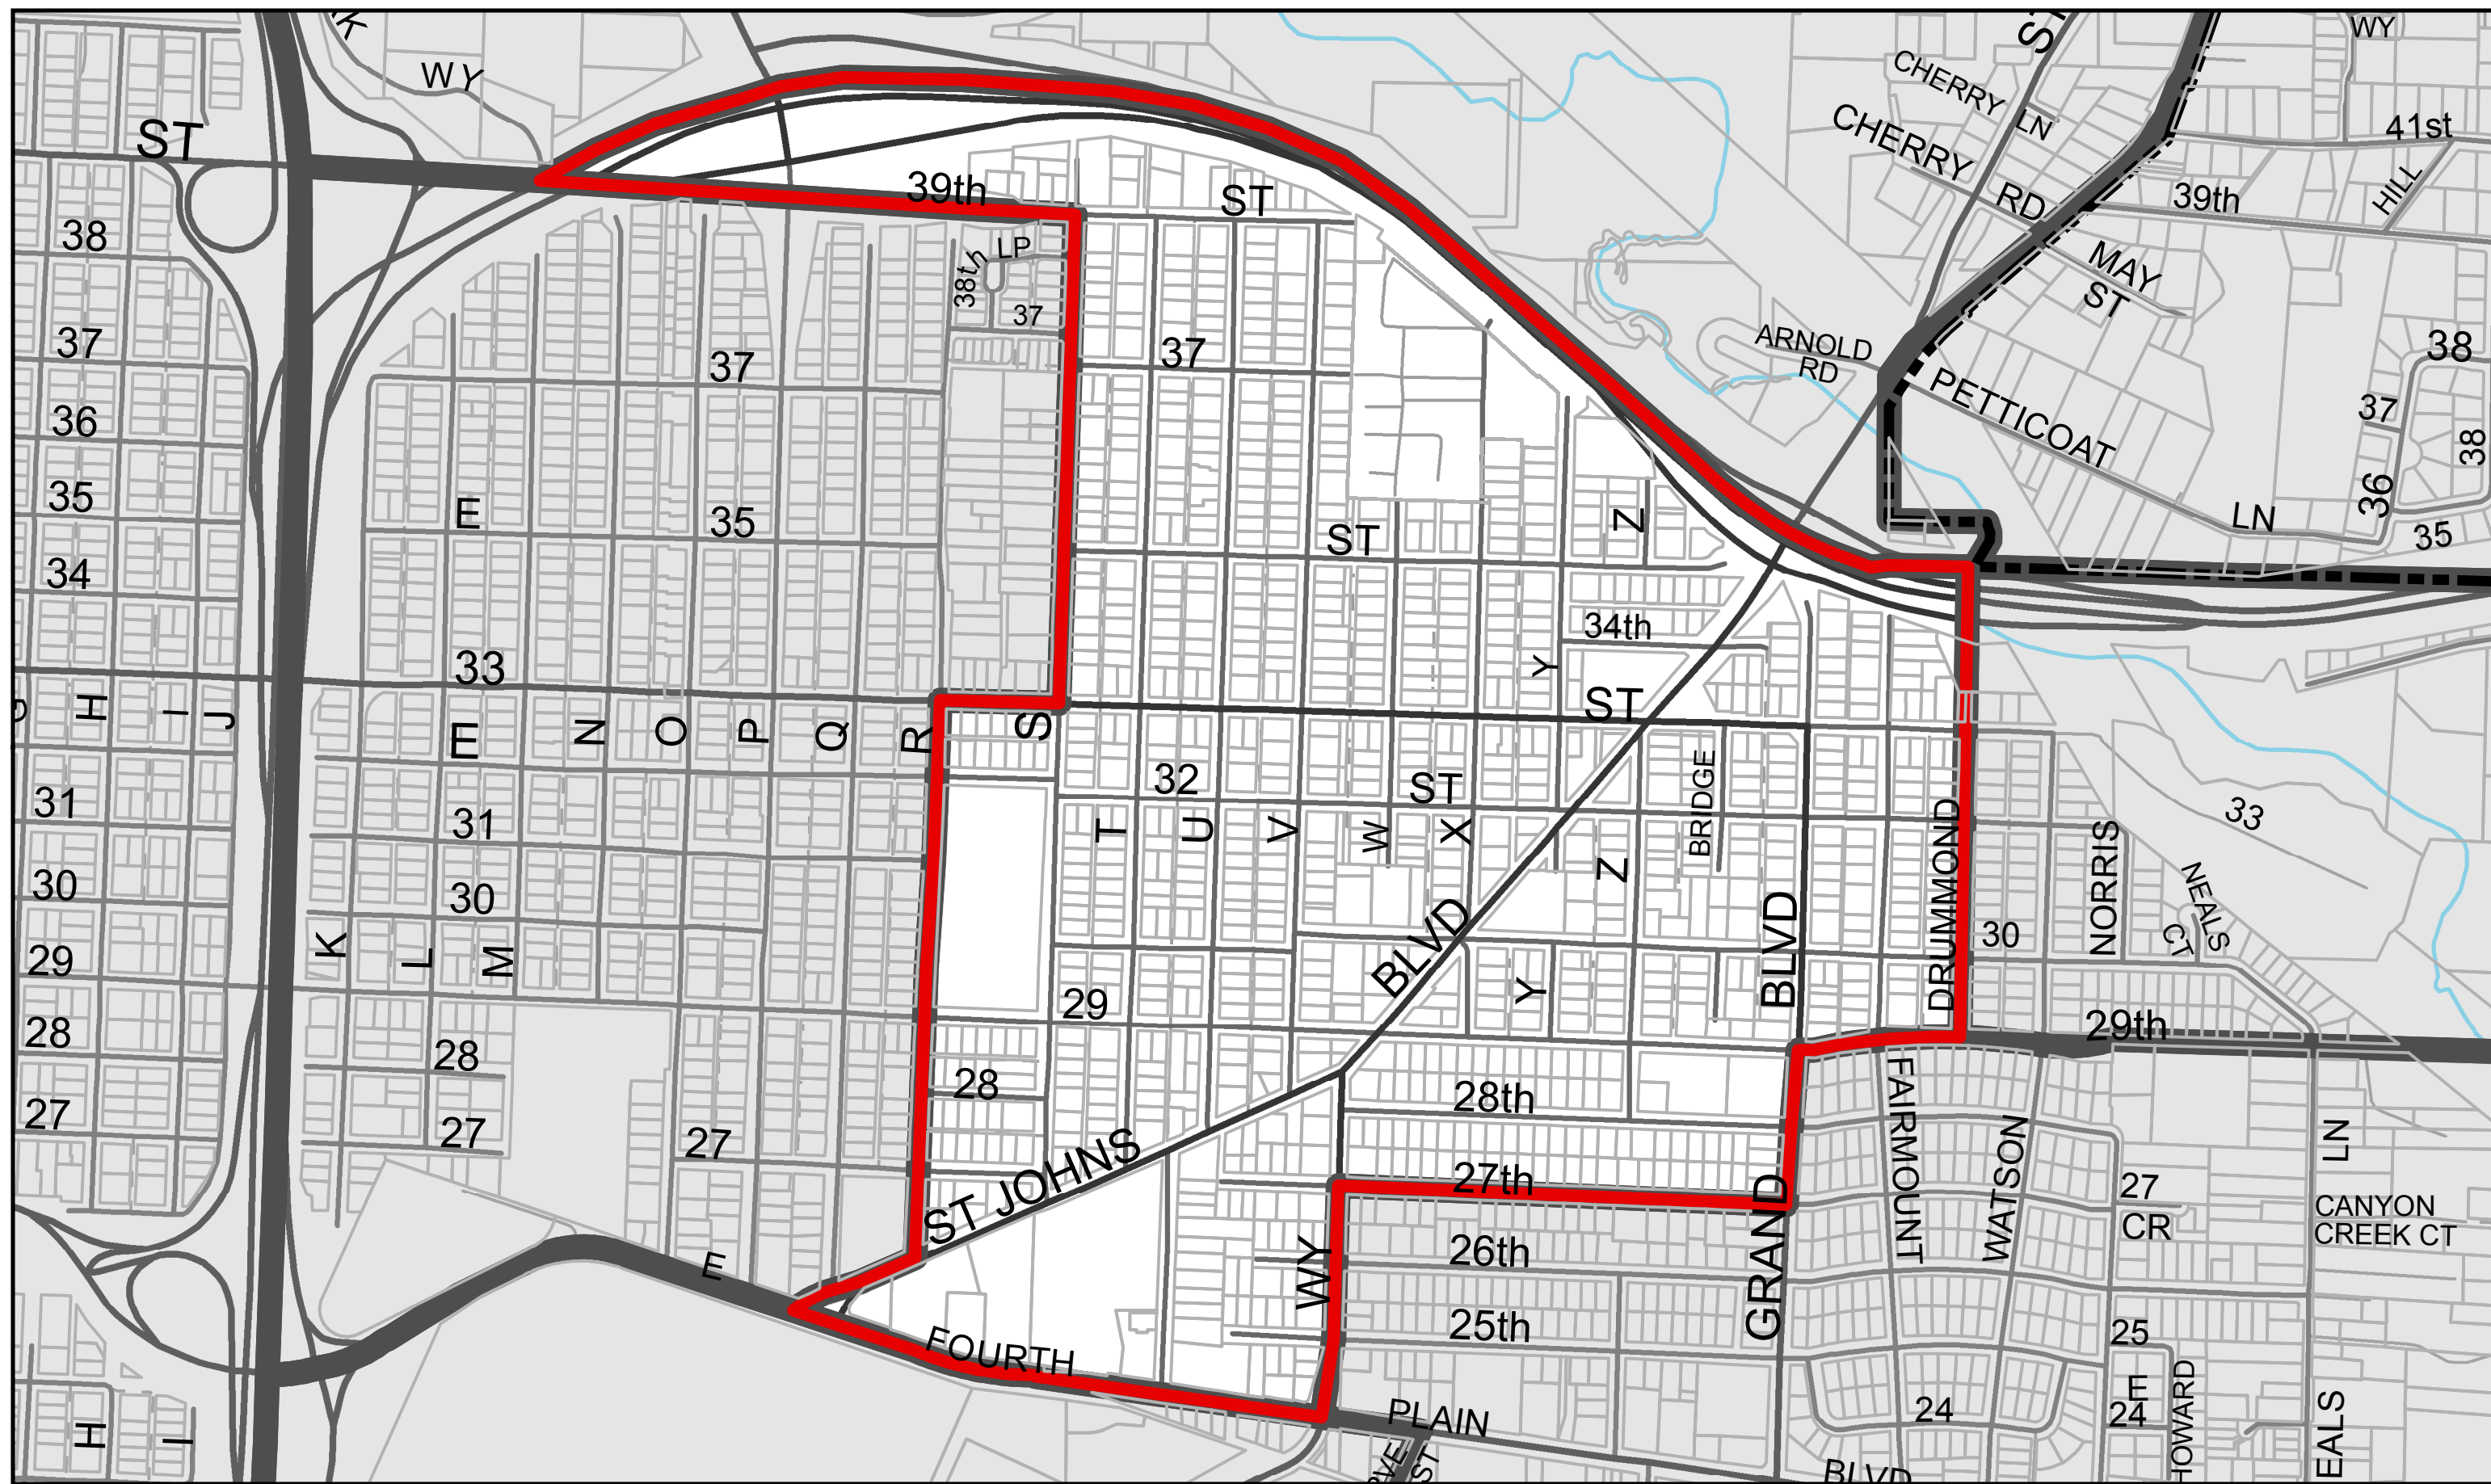 WY
ST
39th
ST
38
38th
LP
37
37
37
37
36
35
34
E
35
ST
Z
34th
33
Y
ST
H
I
J
E
N
O
P
Q
R
S
32
ST
31
31
T
U
V
W
X
Z
BRIDGE
30
30
K
L
M
29
29
BLVD
Y
BLVD
DRUMMOND
28
28
28
28th
27
27
27
27th
ST JOHNS
E
FOURTH
WY
26th
25th
GRAND
PLAIN
ST
BLVD
H
I
CHERRY
LN
CHERRY
RD
WY
41st
39th
HILL
MAY
ST
ARNOLD
RD
PETTICOAT
LN
38
37
38
36
35
33
NORRIS
NEALS
CT
30
29th
FAIRMOUNT
WATSON
LN
27
CR
CANYON
CREEK CT
25
E
24
24
HOWARD
EALS